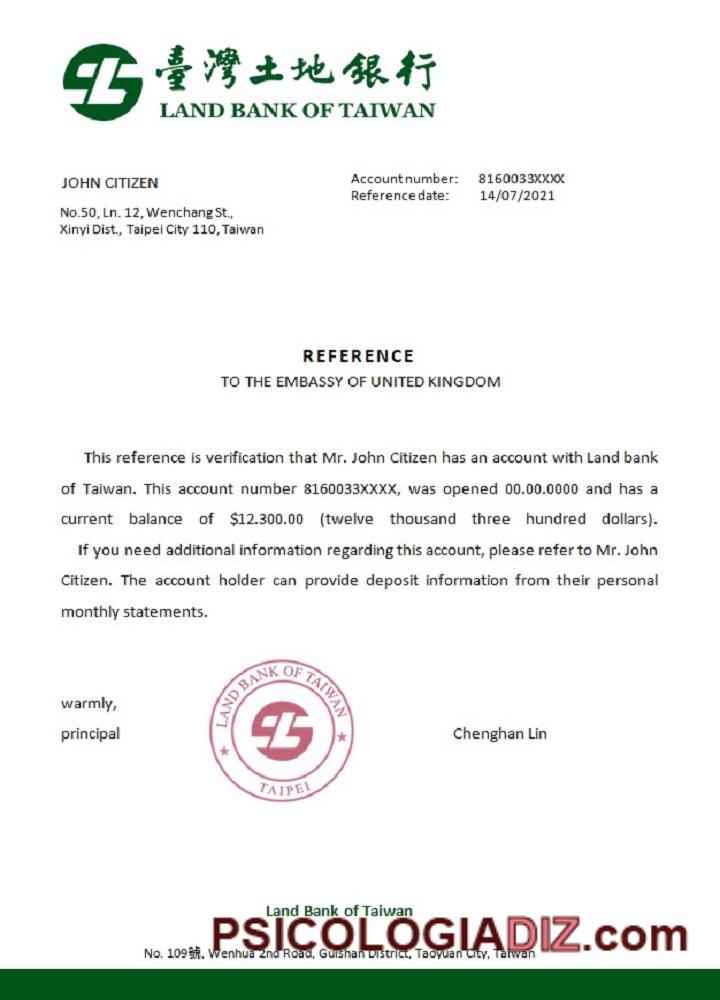 臺灣土地銀行
LAND BANK OF TAIWAN
JOHN CITIZEN
Account number: 8160033XXXX
Reference date: 14/07/2021
No.50, Ln. 12, Wenchang St.,
Xinyi Dist., Taipei City 110, Taiwan
REFERENCE
TO THE EMBASSY OF UNITED KINGDOM
This reference is verification that Mr. John Citizen has an account with Land bank
of Taiwan. This account number 8160033XXXX, was opened 00.00.0000 and has a
current balance of $12.300.00 (twelve thousand three hundred dollars).
If you need additional information regarding this account, please refer to Mr. John
Citizen. The account holder can provide deposit information from their personal
monthly statements.
LAND BANK OF TAIWAN
TAIPEI
warmly,
principal
Chenghan Lin
Land Bank of Taiwan
PSICOLOGIADIZ.com
No. 109號, Wenhua 2nd Road, Guishan District, Taoyuan City, Taiwan